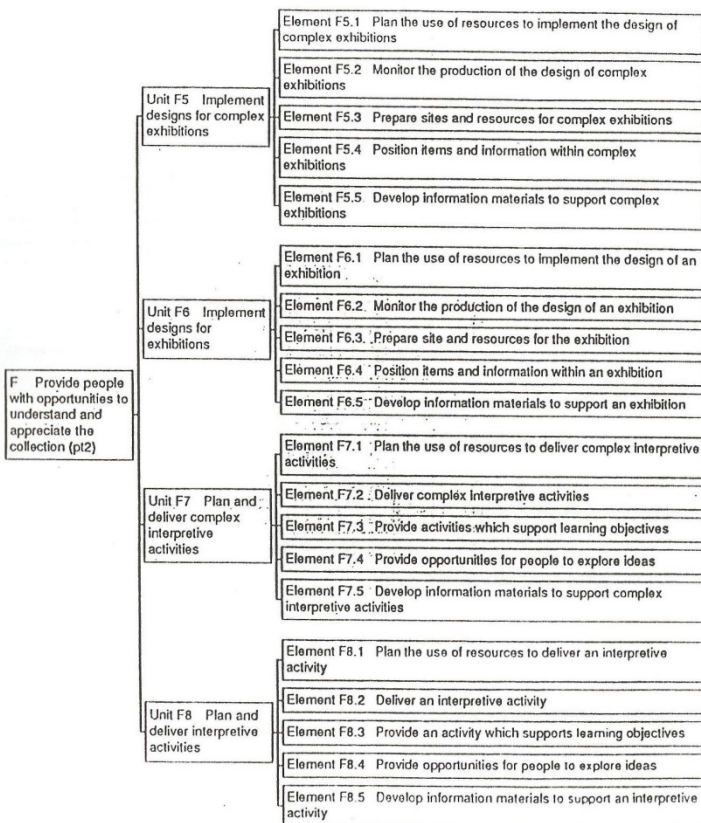 F Provide people
with opportunities to
understand and
appreciate the
collection (pt2)
Unit F5 Implement
designs for complex
exhibitions
Element F5.1 Plan the use of resources to implement the design of
complex exhibitions
Element F5.2 Monitor the production of the design of complex
exhibitions
Element F5.3 Prepare sites and resources for complex exhibitions
Element F5.4 Position items and information within complex
exhibitions
Element F5.5 Develop information materials to support complex
exhibitions
Unit F6 Implement
designs for
exhibitions
Element F6.1 Plan the use of resources to implement the design of an
exhibition
Element F6.2 Monitor the production of the design of an exhibition
Element F6.3. Prepare site and resources for the exhibition
Element F6.4 Position items and information within an exhibition
Element F6.5 Develop information materials to support an exhibition
Unit F7 Plan and
deliver complex
interpretive
activities
Element F7.1 Plan the use of resources to deliver complex interpretive
activities
Element F7.2 Deliver complex interpretive activities
Element F7.3 Provide activities which support learning objectives
Element F7.4 Provide opportunities for people to explore ideas
Element F7.5 Develop information materials to support complex
interpretive activities
Unit F8 Plan and
deliver interpretive
activities
Element F8.1 Plan the use of resources to deliver an interpretive
activity
Element F8.2 Deliver an interpretive activity
Element F8.3 Provide an activity which supports learning objectives
Element F8.4 Provide opportunities for people to explore ideas
Element F8.5 Develop information materials to support an interpretive
activity